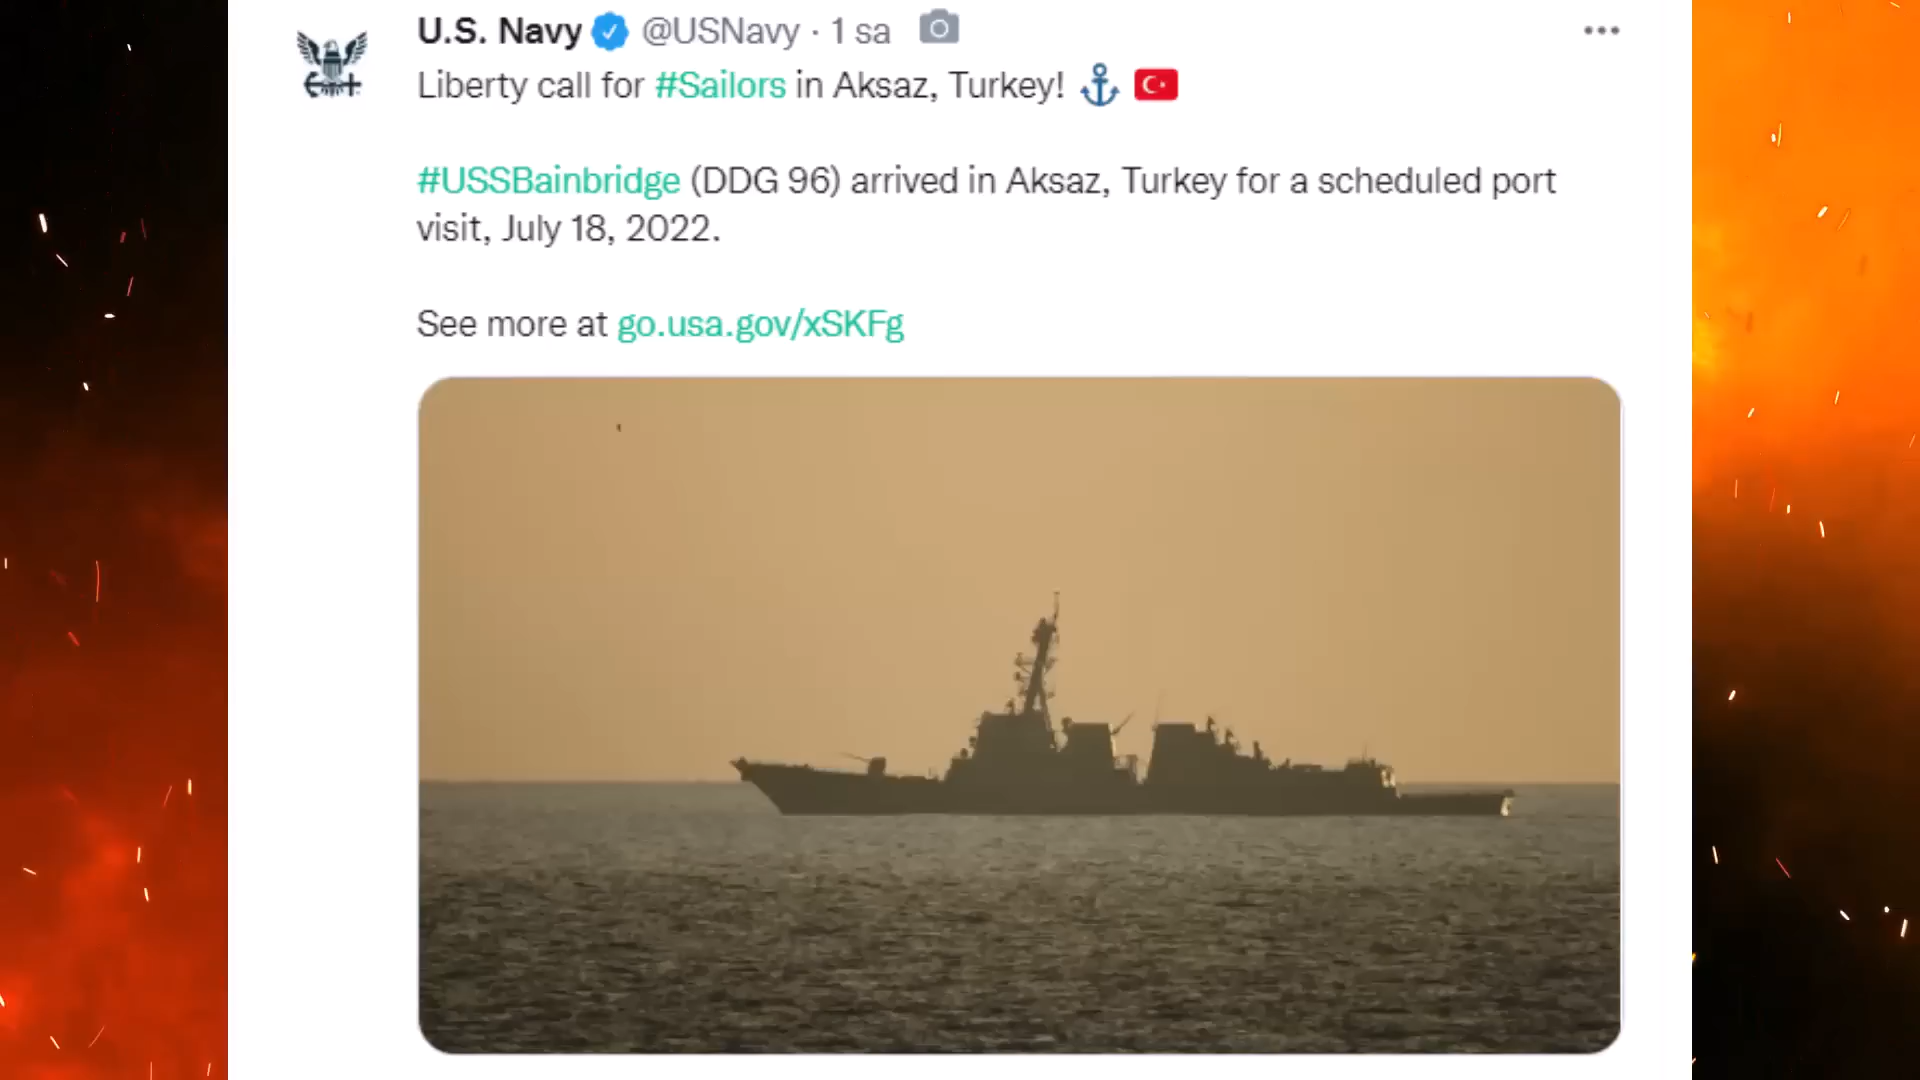 U.S. Navy @USNavy · 1 sa
Liberty call for #Sailors in Aksaz, Turkey!
#USSBainbridge (DDG 96) arrived in Aksaz, Turkey for a scheduled port
visit, July 18, 2022.
See more at go.usa.gov/xSKFg